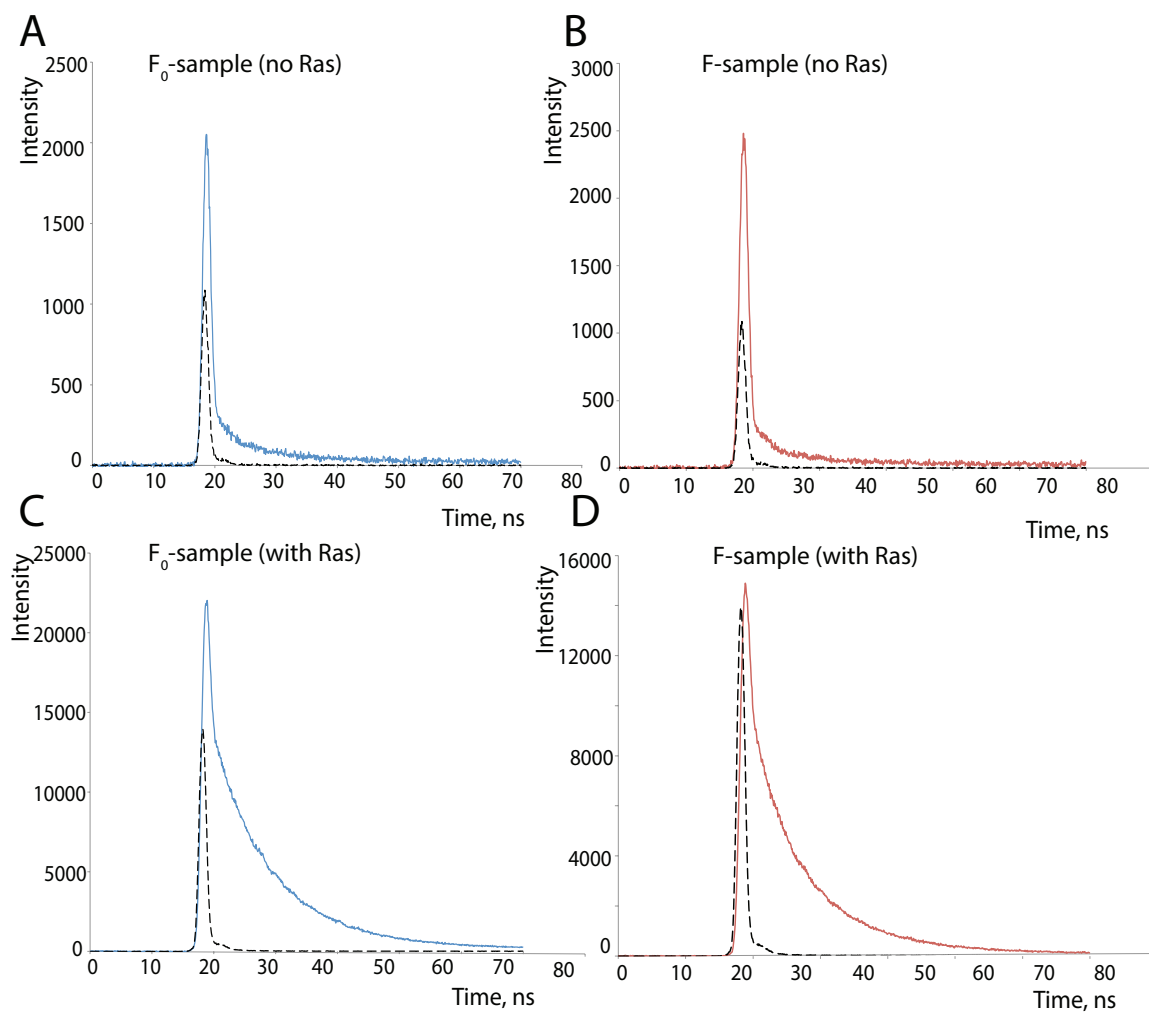 A
F0-sample (no Ras)
Intensity
2500
2000
1500
1000
500
0
0 10 20 30 40 50 60 70 80
Time, ns
B
F-sample (no Ras)
Intensity
3000
2500
2000
1500
1000
500
0
0 10 20 30 40 50 60 70 80
Time, ns
C
F0-sample (with Ras)
Intensity
25000
20000
15000
10000
5000
0
0 10 20 30 40 50 60 70 80
Time, ns
D
F-sample (with Ras)
Intensity
16000
12000
8000
4000
0
0 10 20 30 40 50 60 70 80
Time, ns